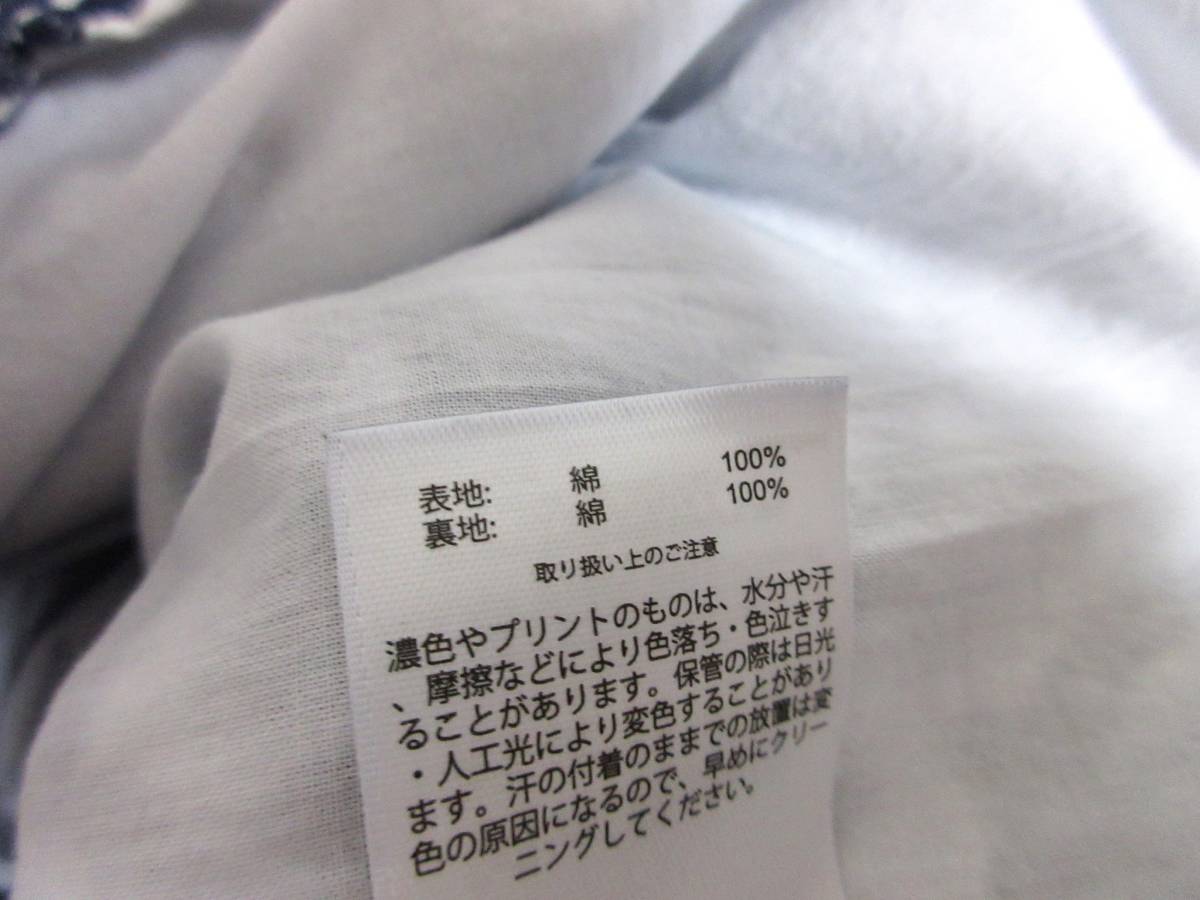 表地: 綿 100%
裏地: 綿 100%
取り扱い上のご注意
濃色やプリントのものは、水分や汗
、摩擦などにより色落ち・色泣きす
ることがあります。保管の際は日光
・人工光により変色することがあり
ます。汗の付着のままでの放置は変
色の原因になるので、早めにクリー
ニングしてください。